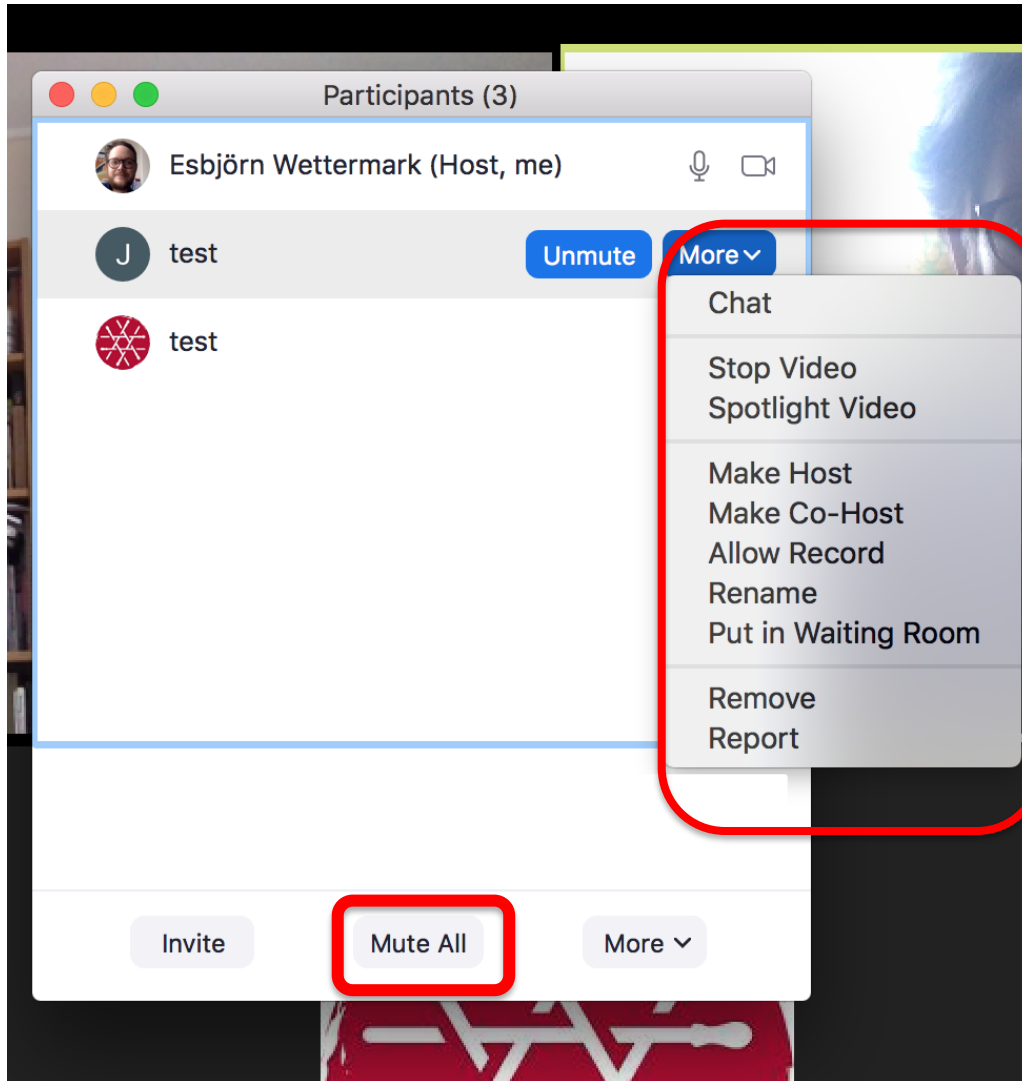 Participants (3)
Esbjörn Wettermark (Host, me)
J test Unmute More
test
Chat
Stop Video
Spotlight Video
Make Host
Make Co-Host
Allow Record
Rename
Put in Waiting Room
Remove
Report
Invite Mute All More